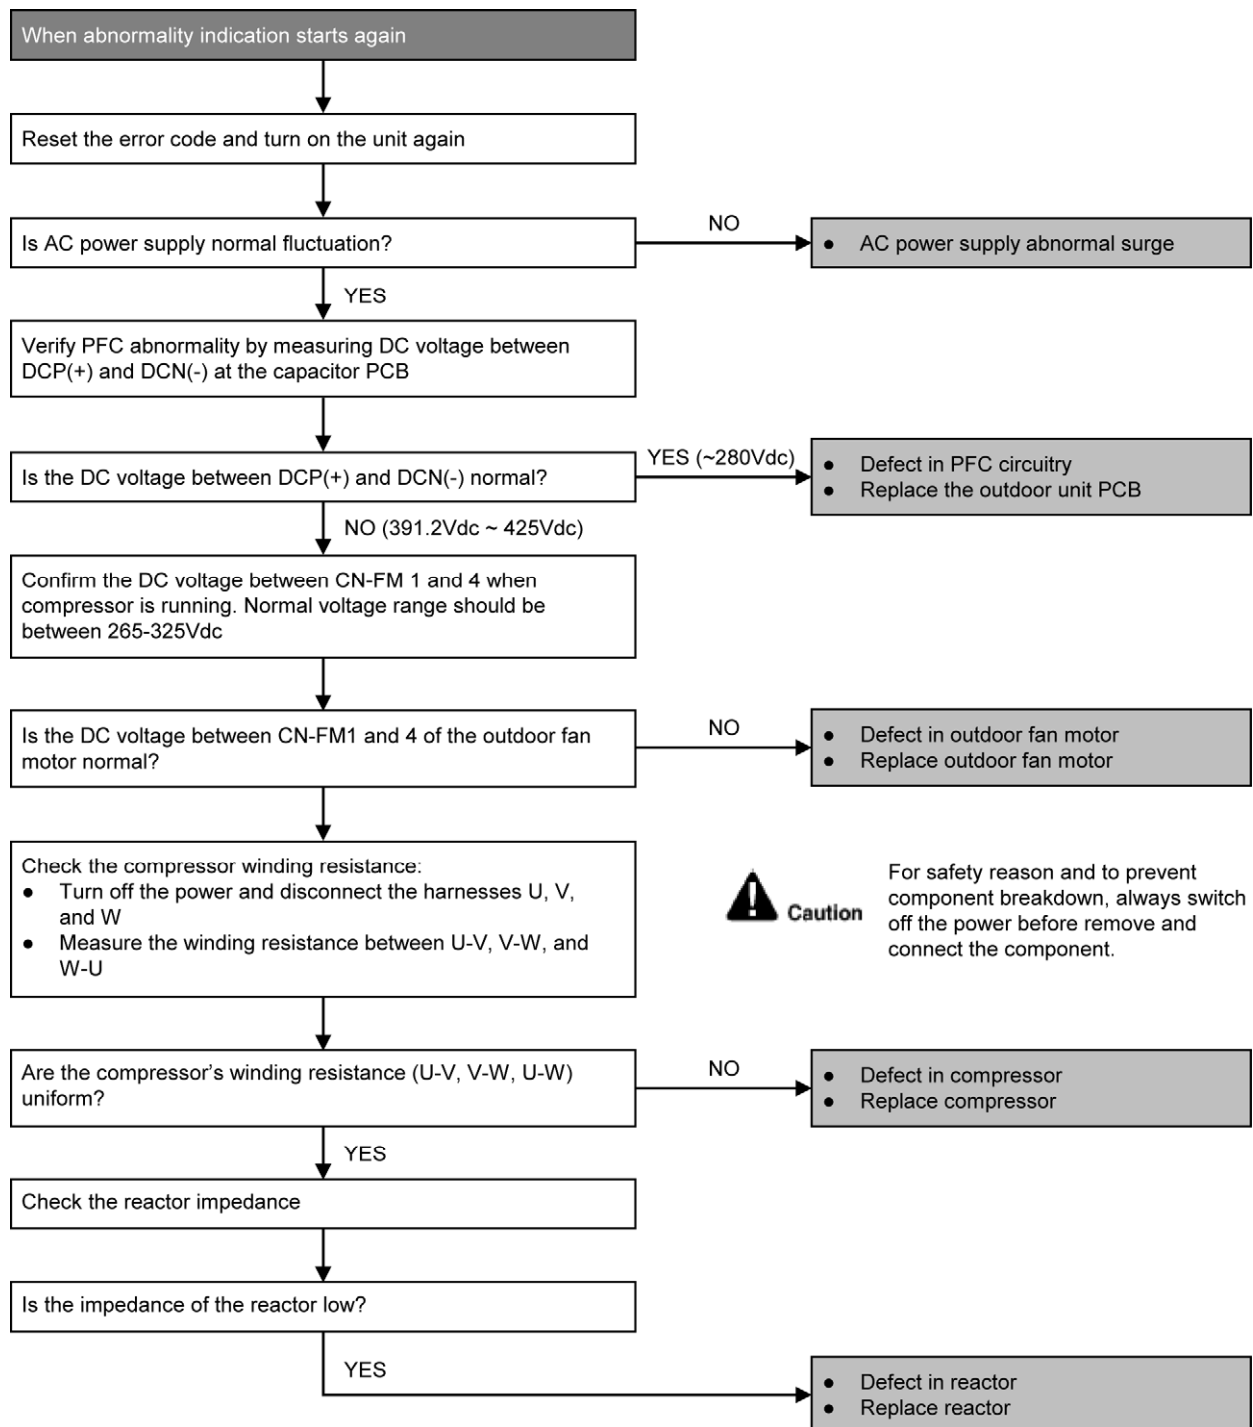 When abnormality indication starts again
Reset the error code and turn on the unit again
Is AC power supply normal fluctuation?
NO
● AC power supply abnormal surge
YES
Verify PFC abnormality by measuring DC voltage between
DCP(+) and DCN(-) at the capacitor PCB
Is the DC voltage between DCP(+) and DCN(-) normal?
YES (~280Vdc)
● Defect in PFC circuitry
● Replace the outdoor unit PCB
NO (391.2Vdc ~ 425Vdc)
Confirm the DC voltage between CN-FM 1 and 4 when
compressor is running. Normal voltage range should be
between 265-325Vdc
Is the DC voltage between CN-FM1 and 4 of the outdoor fan
motor normal?
NO
● Defect in outdoor fan motor
● Replace outdoor fan motor
Check the compressor winding resistance:
● Turn off the power and disconnect the harnesses U, V,
and W
● Measure the winding resistance between U-V, V-W, and
W-U
Caution
For safety reason and to prevent
component breakdown, always switch
off the power before remove and
connect the component.
Are the compressor’s winding resistance (U-V, V-W, U-W)
uniform?
NO
● Defect in compressor
● Replace compressor
YES
Check the reactor impedance
Is the impedance of the reactor low?
YES
● Defect in reactor
● Replace reactor